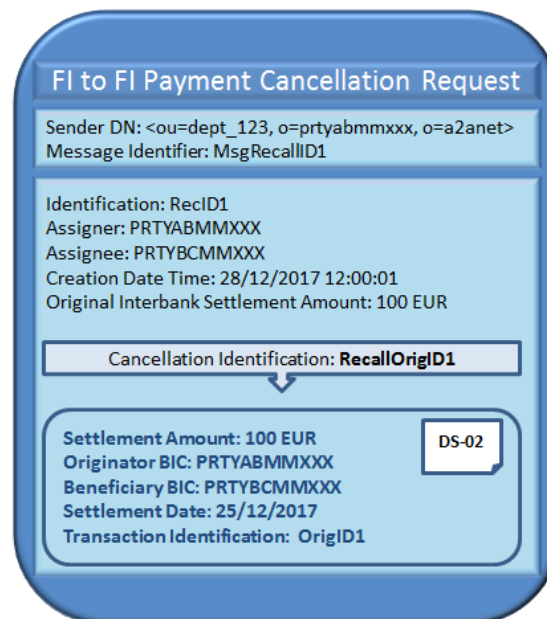 FI to FI Payment Cancellation Request
Sender DN: <ou=dept_123, o=prtyabmmxxx, o=a2anet>
Message Identifier: MsgRecallID1
Identification: RecID1
Assigner: PRTYABMMXXX
Assignee: PRTYBCMMXXX
Creation Date Time: 28/12/2017 12:00:01
Original Interbank Settlement Amount: 100 EUR
Cancellation Identification: RecallOrigID1
Settlement Amount: 100 EUR
DS-02
Originator BIC: PRTYABMMXXX
Beneficiary BIC: PRTYBCMMXXX
Settlement Date: 25/12/2017
Transaction Identification: OrigID1